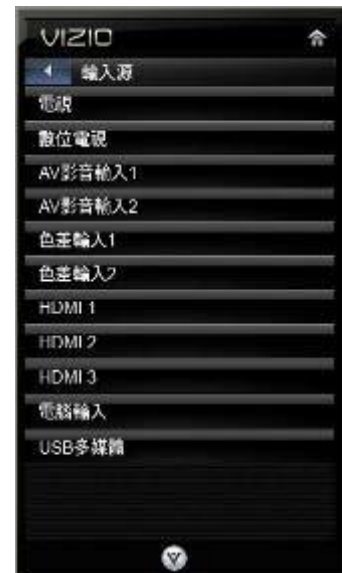 VIZIO
輸入源
電視
數位電視
AV影音輸入1
AV影音輸入2
色差輸入1
色差輸入2
HDMI 1
HDMI 2
HDMI 3
電腦輸入
USB多媒體
V